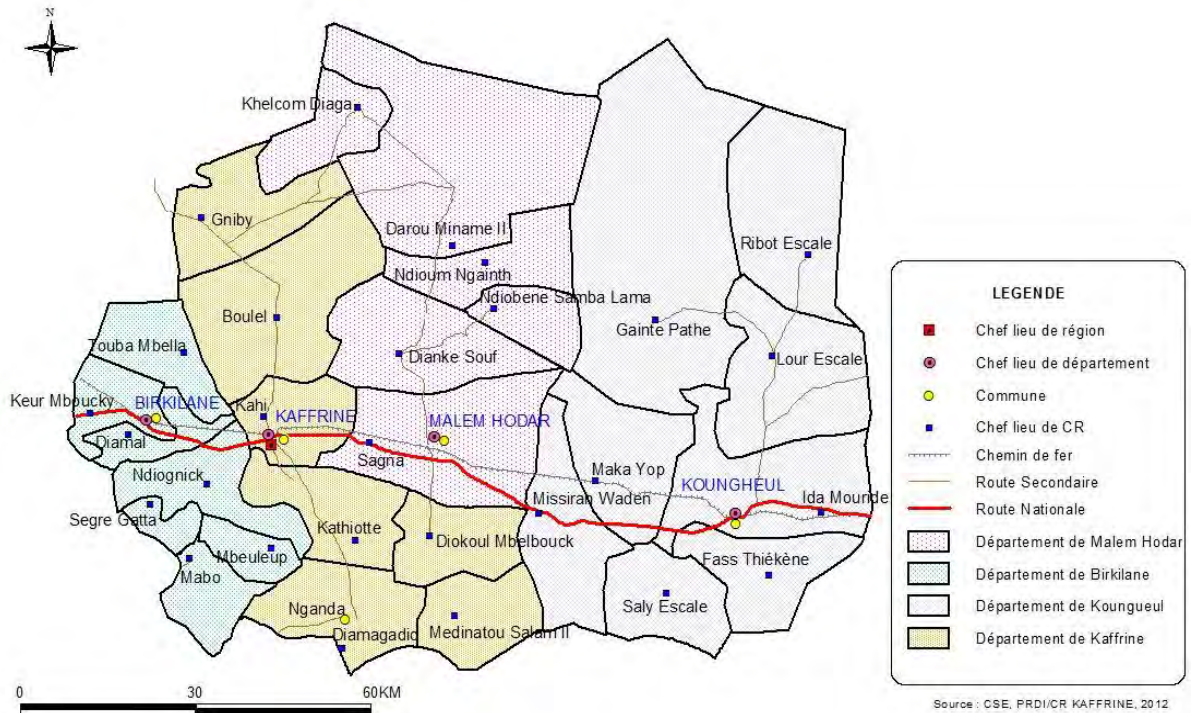 N
Khelcom Diaga
Gniby
Darou Miname II
Ribot Escale
Ndioum Ngainth
Ndiobene Samba Lama
Boulel
Gainte Pathe
Touba Mbella
Dianke Souf
Lour Escale
Keur Mboucky
BIRKILANE
Kahi
KAFFRINE
MALEM HODAR
Diamal
Sagna
Ndiognick
Maka Yop
KOUNGHEUL
Missirah Waden
Ida Mounde
Segre Gatta
Kathiotte
Diokoul Mbelbouck
Mbeuleup
Fass Thiékène
Mabo
Saly Escale
Nganda
Diamagadio
Medinatou Salam II
LEGENDE
Chef lieu de région
Chef lieu de département
Commune
Chef lieu de CR
Chemin de fer
Route Secondaire
Route Nationale
Département de Malem Hodar
Département de Birkilane
Département de Koungueul
Département de Kaffrine
0 30 60KM
Source : CSE, PRDI/CR KAFFRINE, 2012